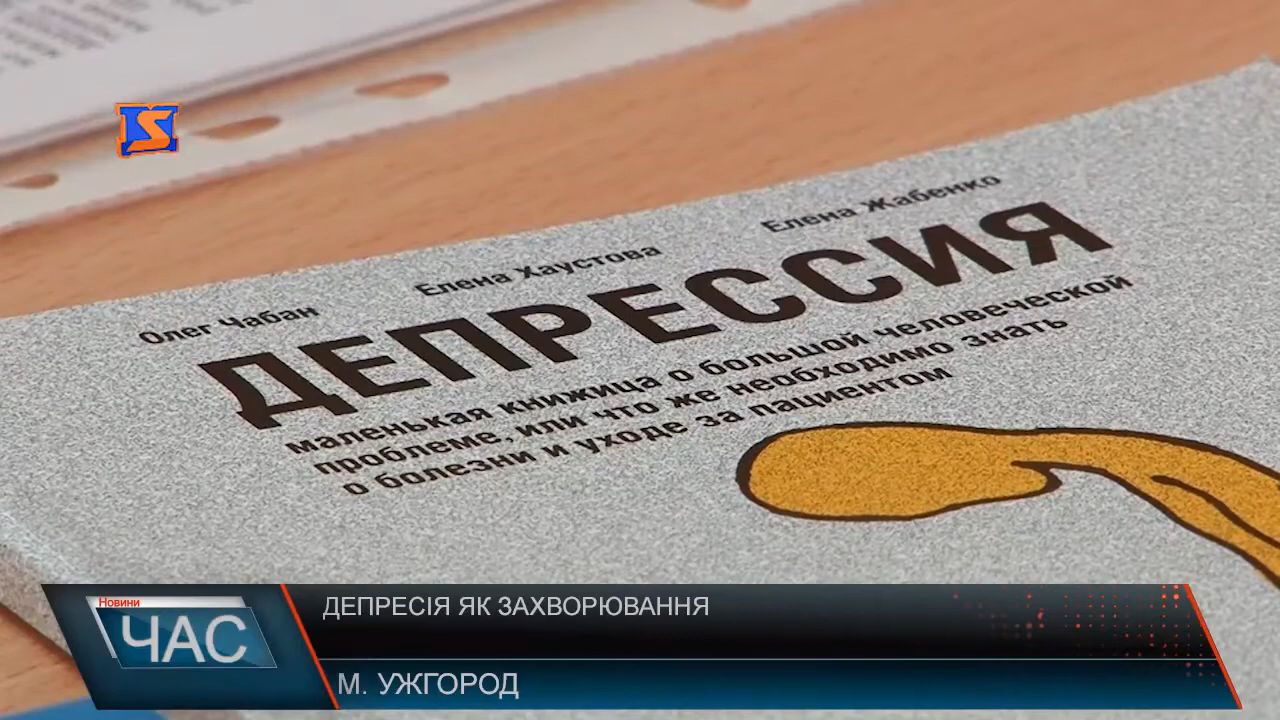 Олег Чабан
Елена Хаустова
Елена Жабенко
ДЕПРЕССИЯ
маленькая книжица о большой человеческой
проблеме, или что же необходимо знать
о болезни и уходе за пациентом
Новини
ЧАС
ДЕПРЕСІЯ ЯК ЗАХВОРЮВАННЯ
М. УЖГОРОД